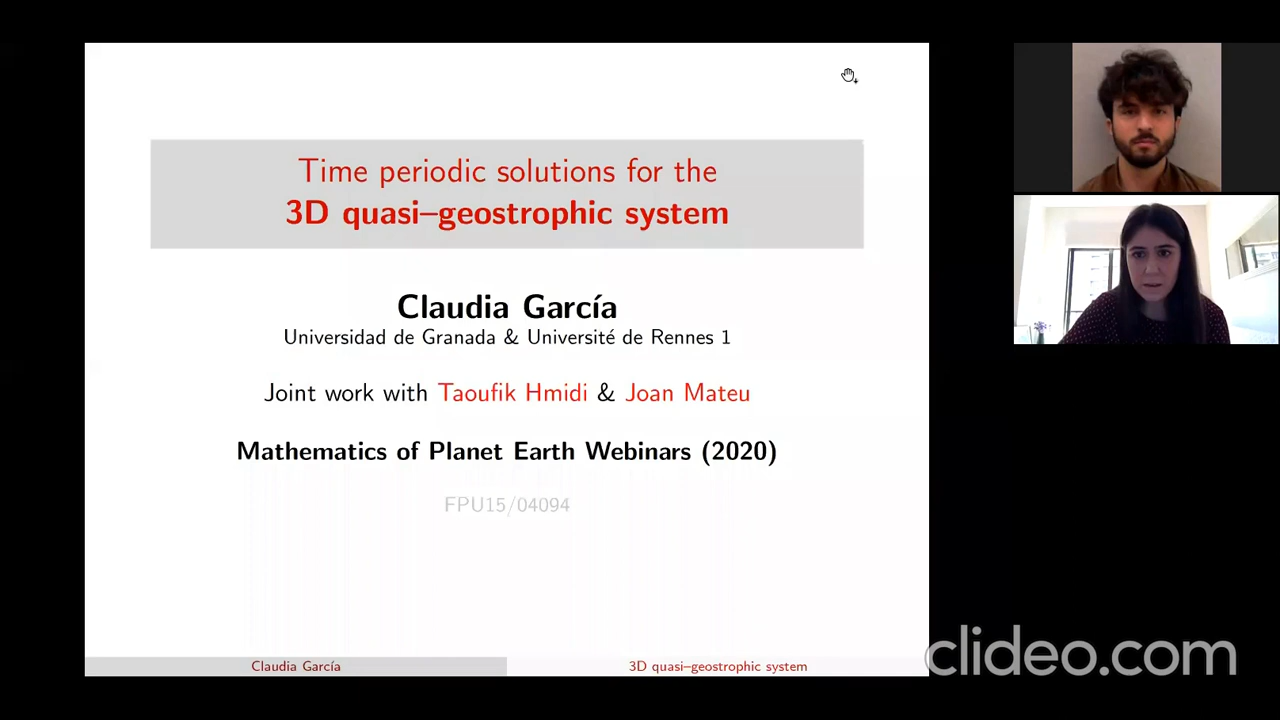 Time periodic solutions for the
3D quasi–geostrophic system
Claudia García
Universidad de Granada & Université de Rennes 1
Joint work with Taoufik Hmidi & Joan Mateu
Mathematics of Planet Earth Webinars (2020)
FPU15/04094
Claudia García
3D quasi–geostrophic system
clideo.com